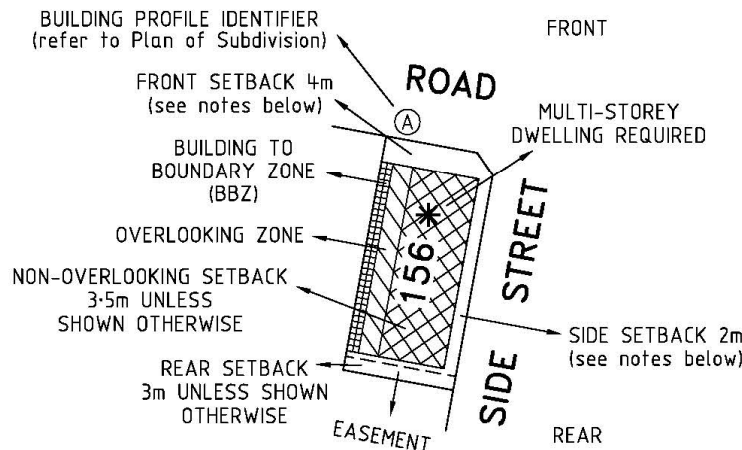 BUILDING PROFILE IDENTIFIER
(refer to Plan of Subdivision)
FRONT
FRONT SETBACK 4m
(see notes below)
ROAD
A
MULTI-STOREY
DWELLING REQUIRED
BUILDING TO
BOUNDARY ZONE
(BBZ)
OVERLOOKING ZONE
NON-OVERLOOKING SETBACK
3·5m UNLESS
SHOWN OTHERWISE
156
*
SIDE STREET
SIDE SETBACK 2m
(see notes below)
REAR SETBACK
3m UNLESS SHOWN
OTHERWISE
EASEMENT
REAR